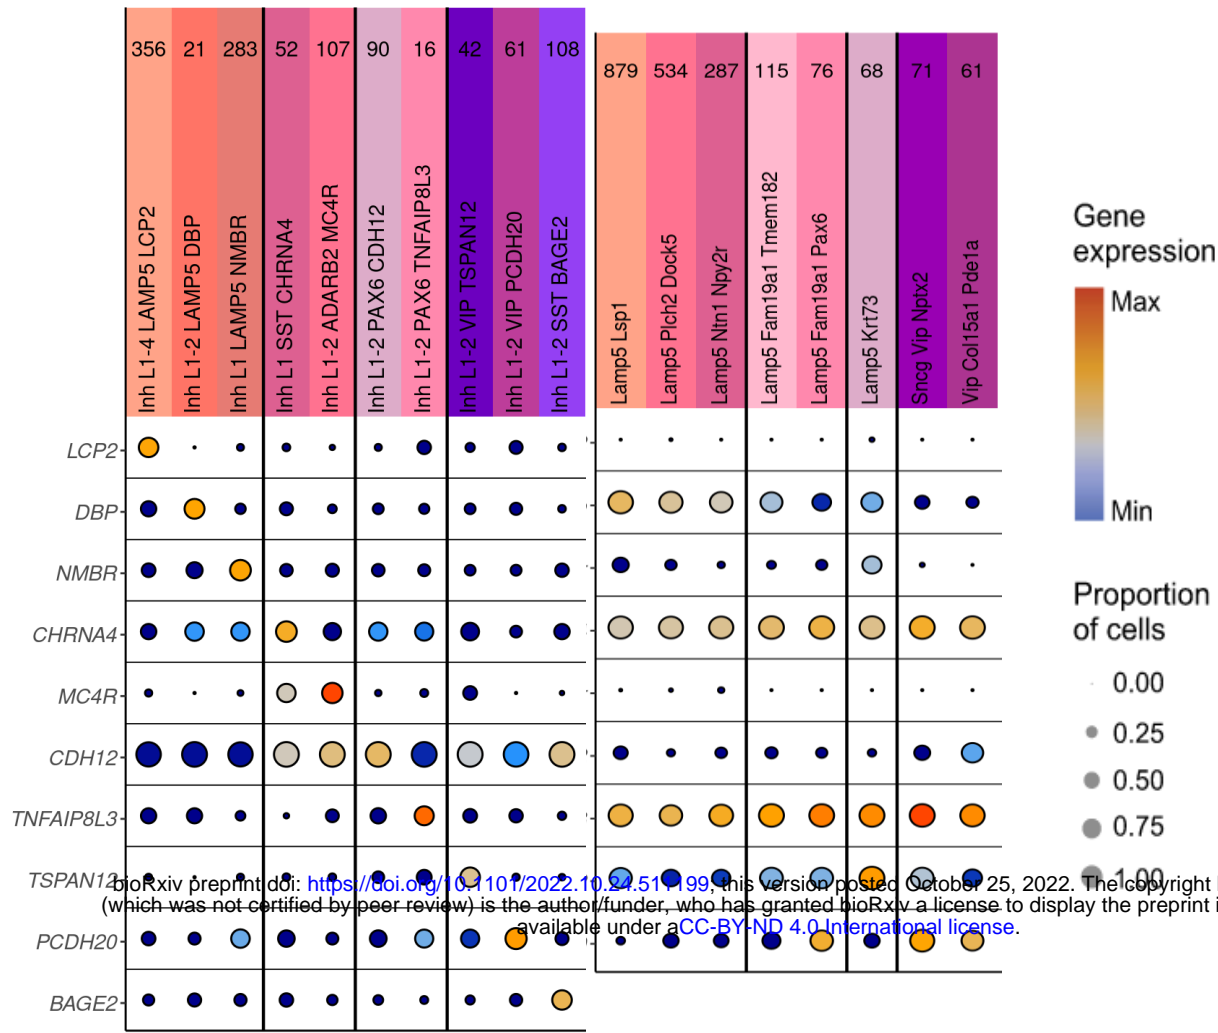 356 21 283 52 107 90 16 42 61 108
Inh L1-4 LAMP5 LCP2
Inh L1-2 LAMP5 DBP
Inh L1 LAMP5 NMBR
Inh L1 SST CHRNA4
Inh L1-2 ADARB2 MC4R
Inh L1-2 PAX6 CDH12
Inh L1-2 PAX6 TNFAIP8L3
Inh L1-2 VIP TSPAN12
Inh L1-2 VIP PCDH20
Inh L1-2 SST BAGE2
879 534 287 115 76 68 71 61
Lamp5 Lsp1
Lamp5 Plch2 Dock5
Lamp5 Ntn1 Npy2r
Lamp5 Fam19a1 Tmem182
Lamp5 Fam19a1 Pax6
Lamp5 Krt73
Sncg Vip Nptx2
Vip Col15a1 Pde1a
LCP2
DBP
NMBR
CHRNA4
MC4R
CDH12
TNFAIP8L3
TSPAN12
PCDH20
BAGE2
Gene
expression
Max
Min
Proportion
of cells
0.00
0.25
0.50
0.75
1.00
bioRxiv preprint doi: https://doi.org/10.1101/2022.10.24.511199; this version posted October 25, 2022. The copyright
(which was not certified by peer review) is the author/funder, who has granted bioRxiv a license to display the preprint
available under aCC-BY-ND 4.0 International license.